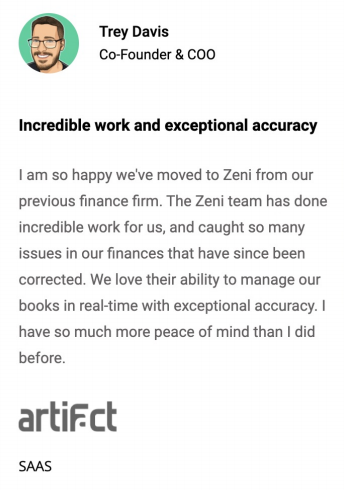 Trey Davis
Co-Founder & COO
Incredible work and exceptional accuracy
I am so happy we've moved to Zeni from our
previous finance firm. The Zeni team has done
incredible work for us, and caught so many
issues in our finances that have since been
corrected. We love their ability to manage our
books in real-time with exceptional accuracy. I
have so much more peace of mind than I did
before.
artifact
SAAS